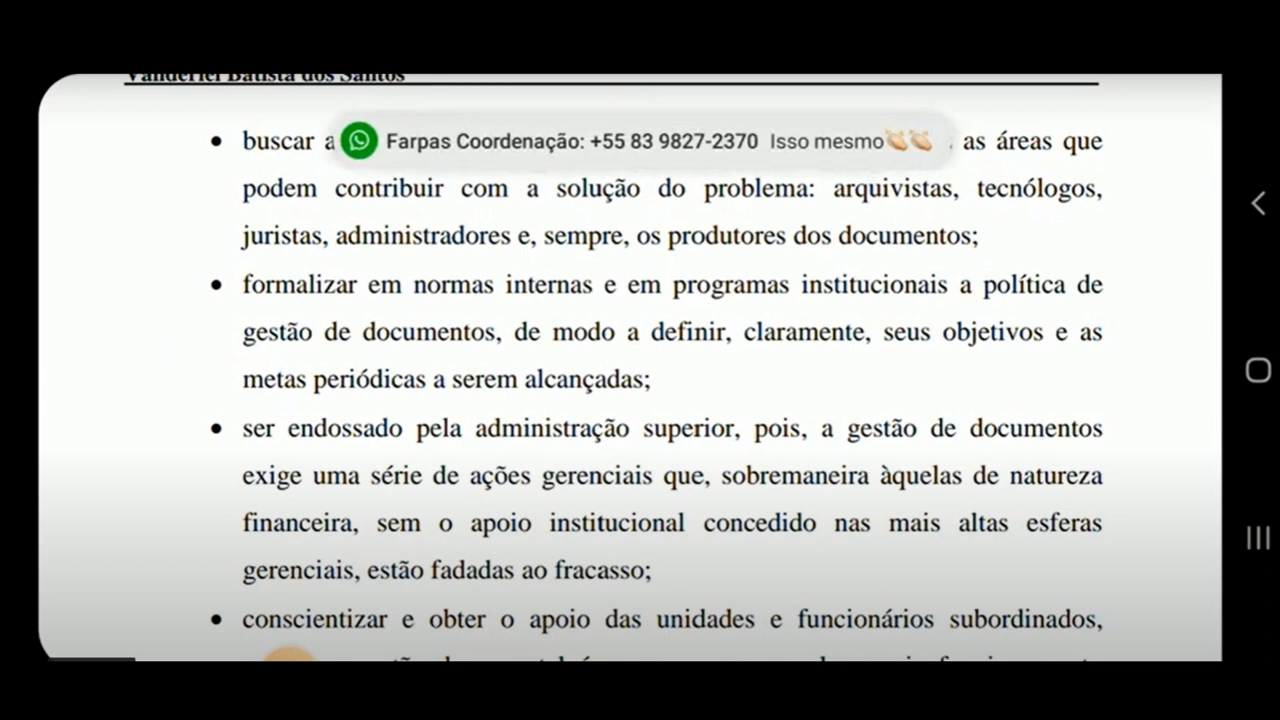 Vanderlei Batista dos Santos
• buscar a Farpas Coordenação: +55 83 9827-2370 Isso mesmo👏🏻👏🏻 as áreas que
podem contribuir com a solução do problema: arquivistas, tecnólogos,
juristas, administradores e, sempre, os produtores dos documentos;
• formalizar em normas internas e em programas institucionais a política de
gestão de documentos, de modo a definir, claramente, seus objetivos e as
metas periódicas a serem alcançadas;
• ser endossado pela administração superior, pois, a gestão de documentos
exige uma série de ações gerenciais que, sobremaneira àquelas de natureza
financeira, sem o apoio institucional concedido nas mais altas esferas
gerenciais, estão fadadas ao fracasso;
• conscientizar e obter o apoio das unidades e funcionários subordinados,